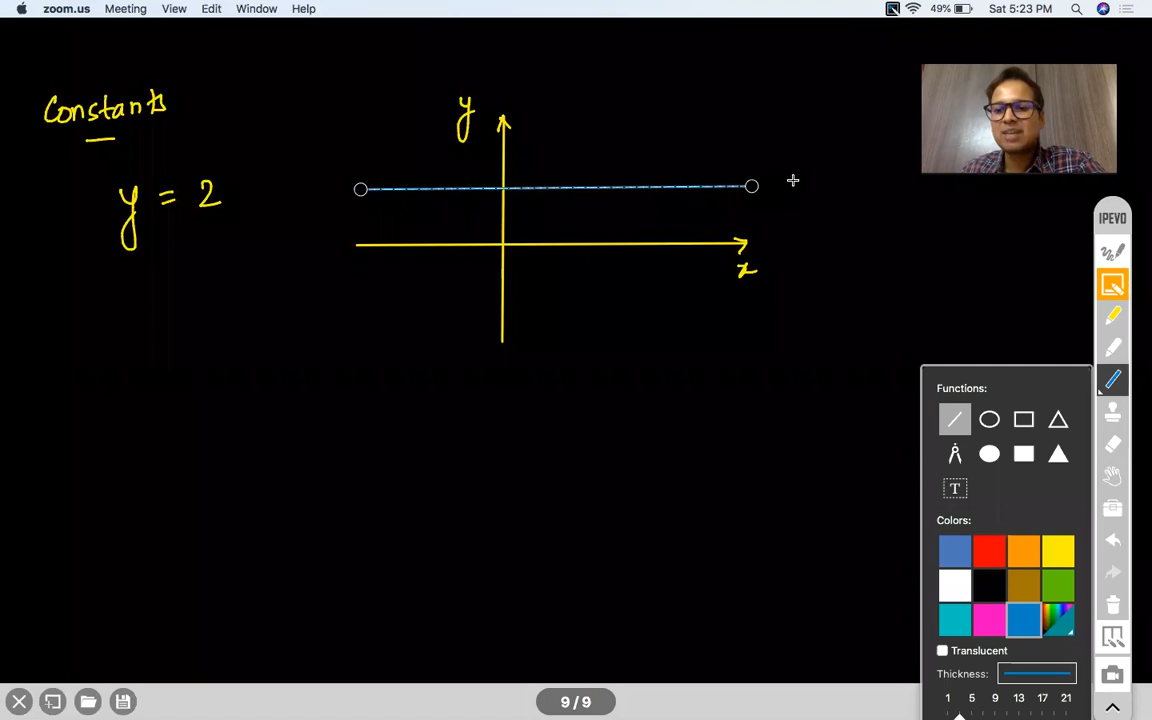 zoom.us Meeting View Edit Window Help 49% Sat 5:23 PM
Constants
y
y = 2
x
IPEVO
Functions:
T
Colors:
Translucent
Thickness:
1 5 9 13 17 21
9 / 9